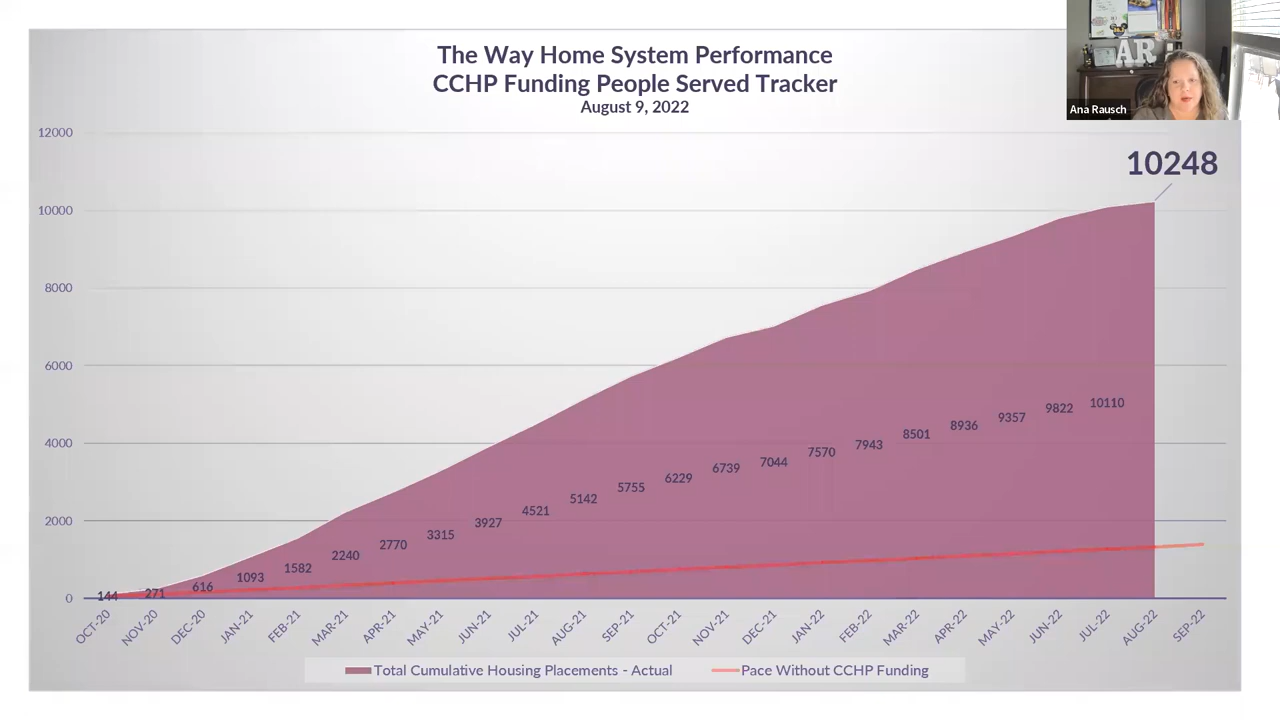 The Way Home System Performance
CCHP Funding People Served Tracker
August 9, 2022
AR
Ana Rausch
12000
10000
8000
6000
4000
2000
0
10248
144
271
616
1093
1582
2240
2770
3315
3927
4521
5142
5755
6229
6739
7044
7570
7943
8501
8936
9357
9822
10110
OCT-20
NOV-20
DEC-20
JAN-21
FEB-21
MAR-21
APR-21
MAY-21
JUN-21
JUL-21
AUG-21
SEP-21
OCT-21
NOV-21
DEC-21
JAN-22
FEB-22
MAR-22
APR-22
MAY-22
JUN-22
JUL-22
AUG-22
SEP-22
Total Cumulative Housing Placements - Actual
Pace Without CCHP Funding